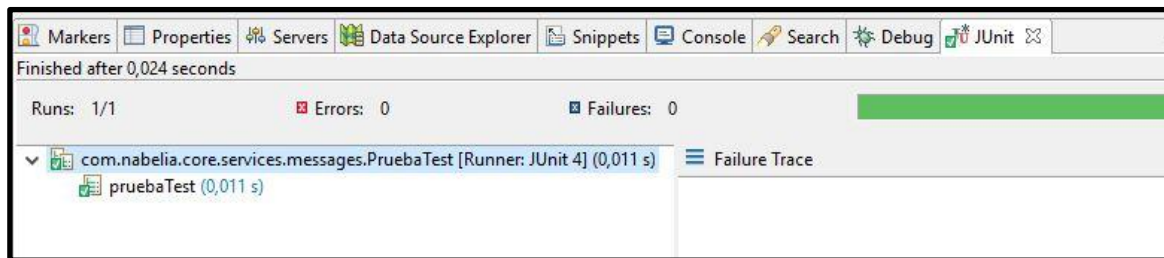 Markers Properties Servers Data Source Explorer Snippets Console Search Debug JUnit
Finished after 0,024 seconds
Runs: 1/1 Errors: 0 Failures: 0
com.nabelia.core.services.messages.PruebaTest [Runner: JUnit 4] (0,011 s) Failure Trace
pruebaTest (0,011 s)